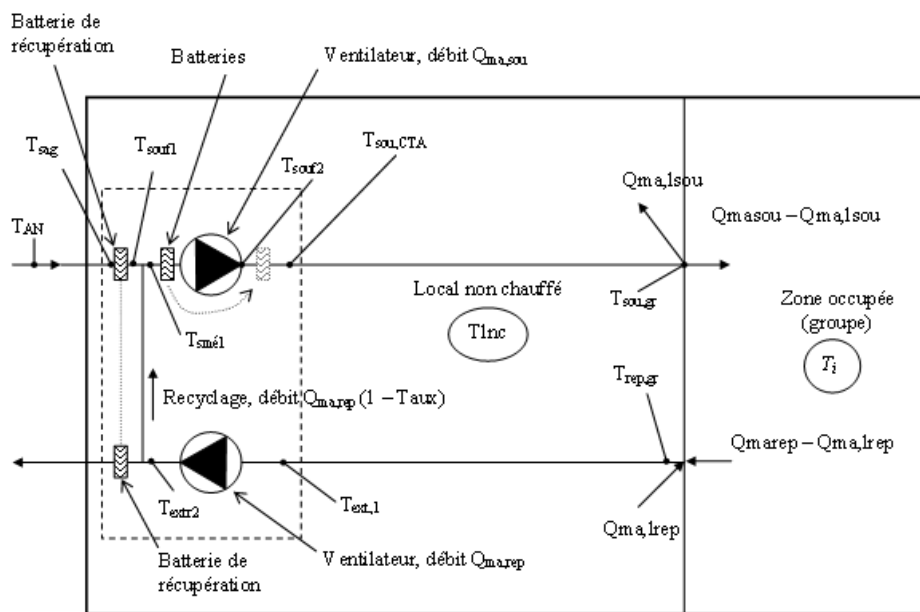 Batterie de
récupération
Batteries
Ventilateur, débit Qma,sou
Tsag
Tsouf1
Tsouf2
Tsou,CTA
Qma,lsou
Qmasou – Qma,lsou
TAN
Local non chauffé
Tsou,gr
Zone occupée
(groupe)
Tsmél
Tlnc
Ti
Trep,gr
Recyclage, débit Qma,rep (1 – Taux)
Qmarep – Qma,lrep
Textr2
Text,1
Qma,lrep
Batterie de
récupération
Ventilateur, débit Qma,rep